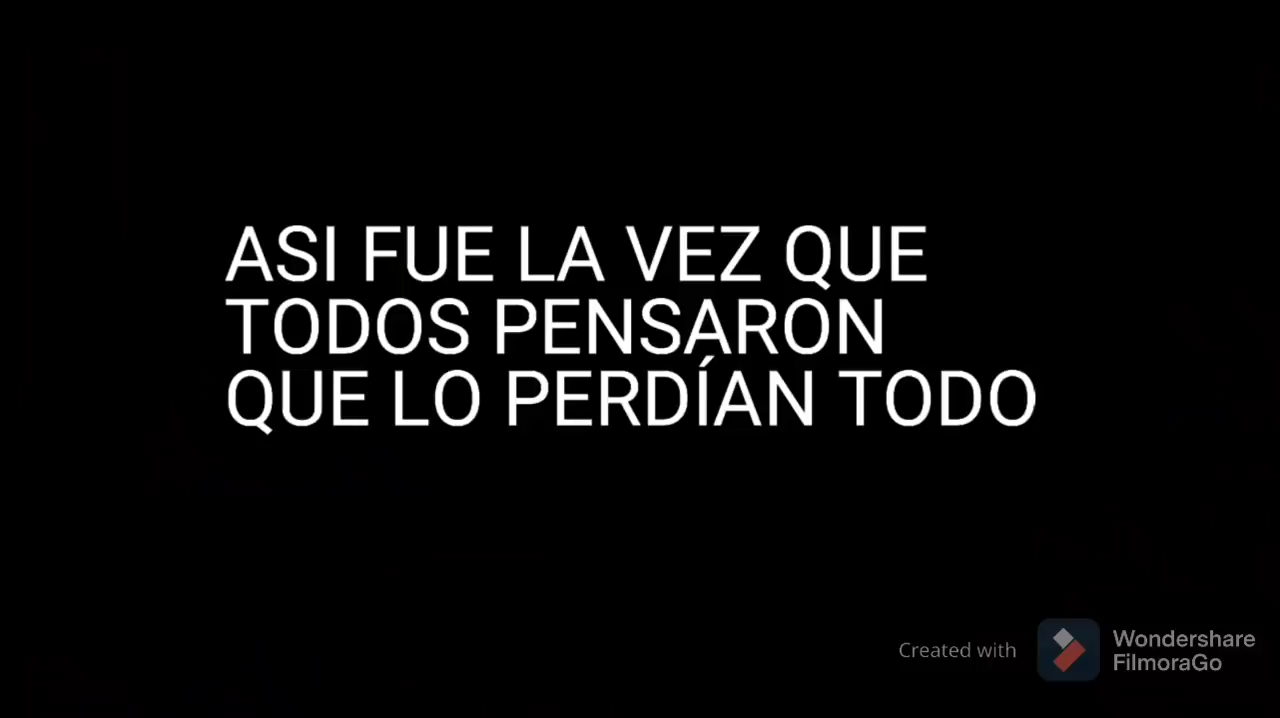 ASI FUE LA VEZ QUE
TODOS PENSARON
QUE LO PERDÍAN TODO
Created with
Wondershare
FilmoraGo